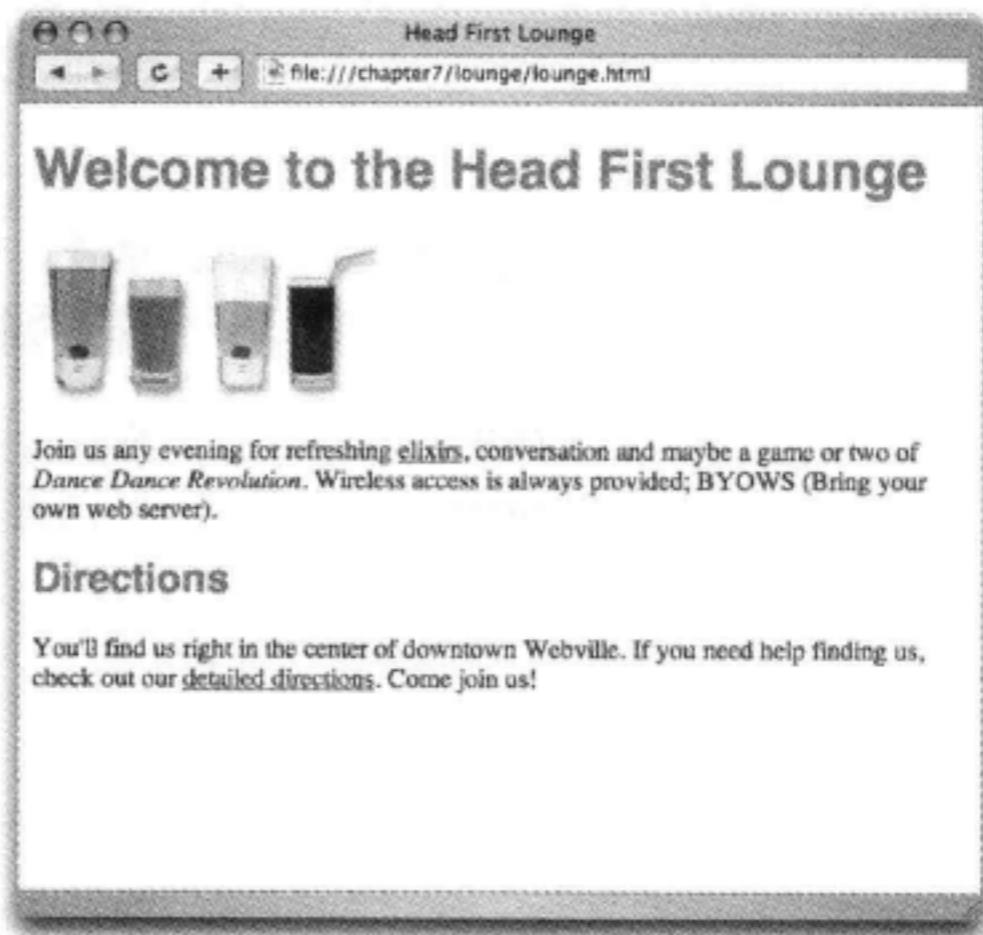 Head First Lounge
file:///chapter7/lounge/lounge.html
Welcome to the Head First Lounge
Join us any evening for refreshing elixirs, conversation and maybe a game or two of
Dance Dance Revolution. Wireless access is always provided; BYOWS (Bring your
own web server).
Directions
You'll find us right in the center of downtown Webville. If you need help finding us,
check out our detailed directions. Come join us!